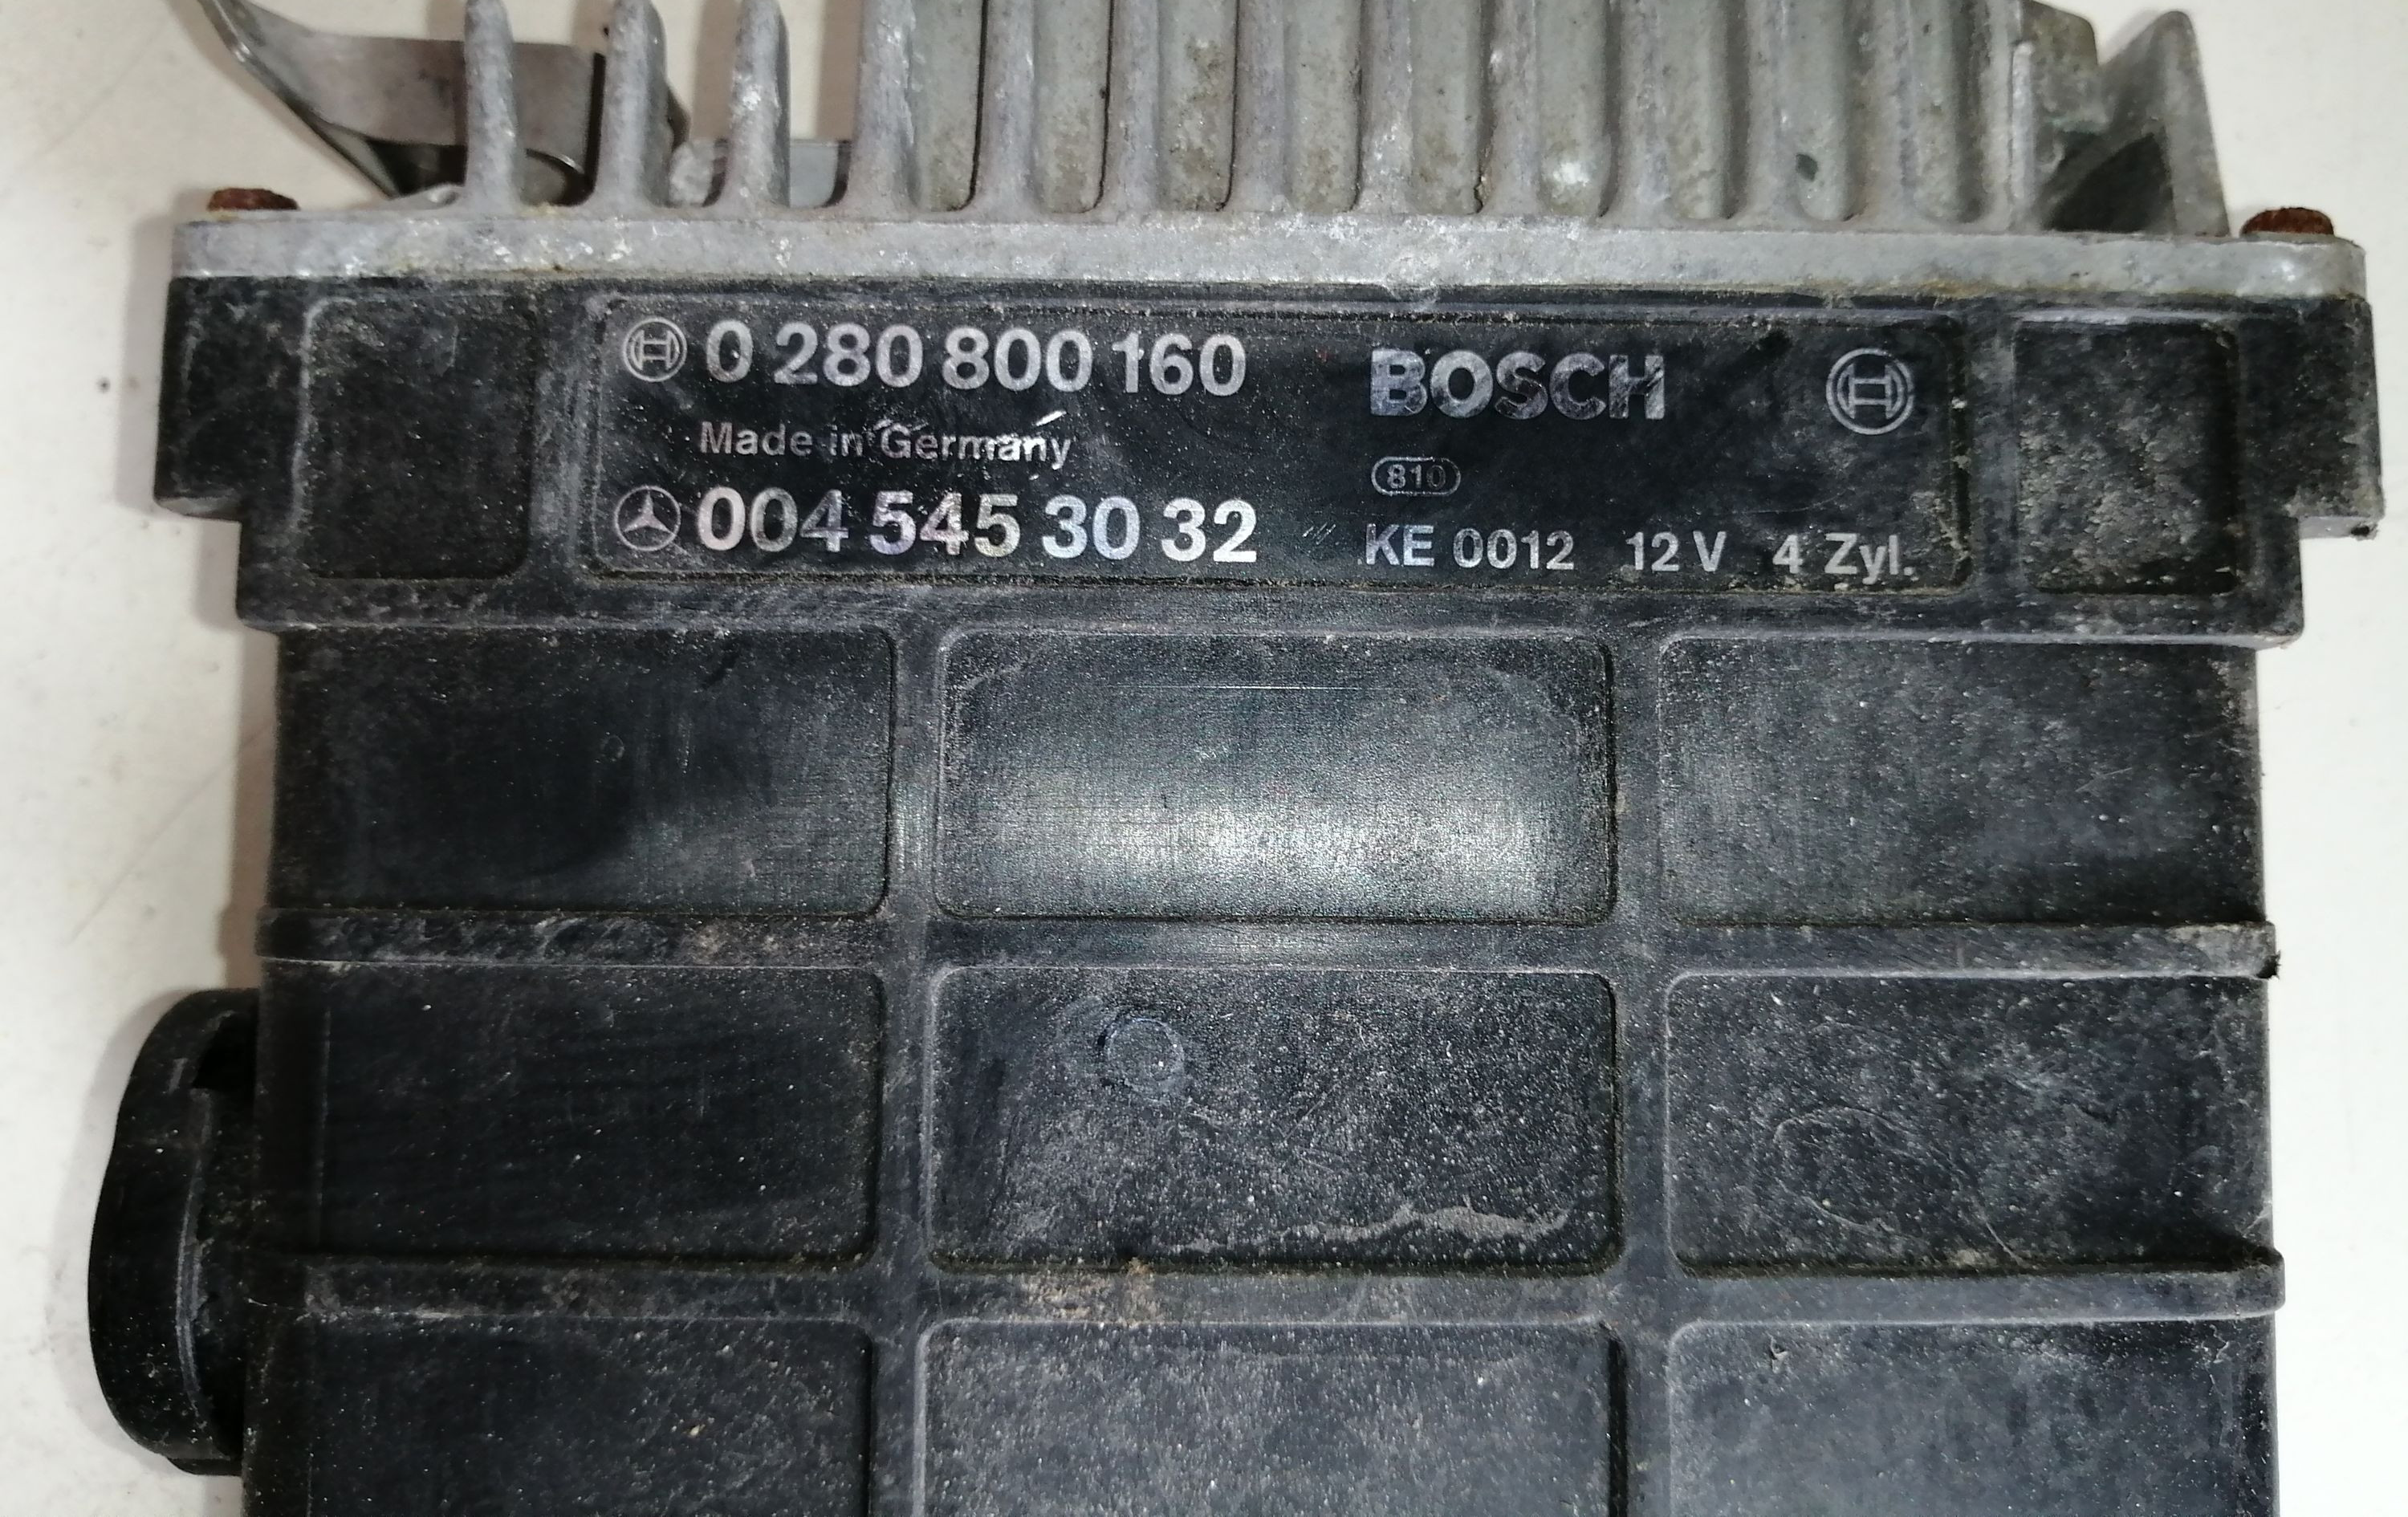 0 280 800 160
Made in Germany
004 545 30 32
BOSCH
810
KE 0012 12 V 4 Zyl.